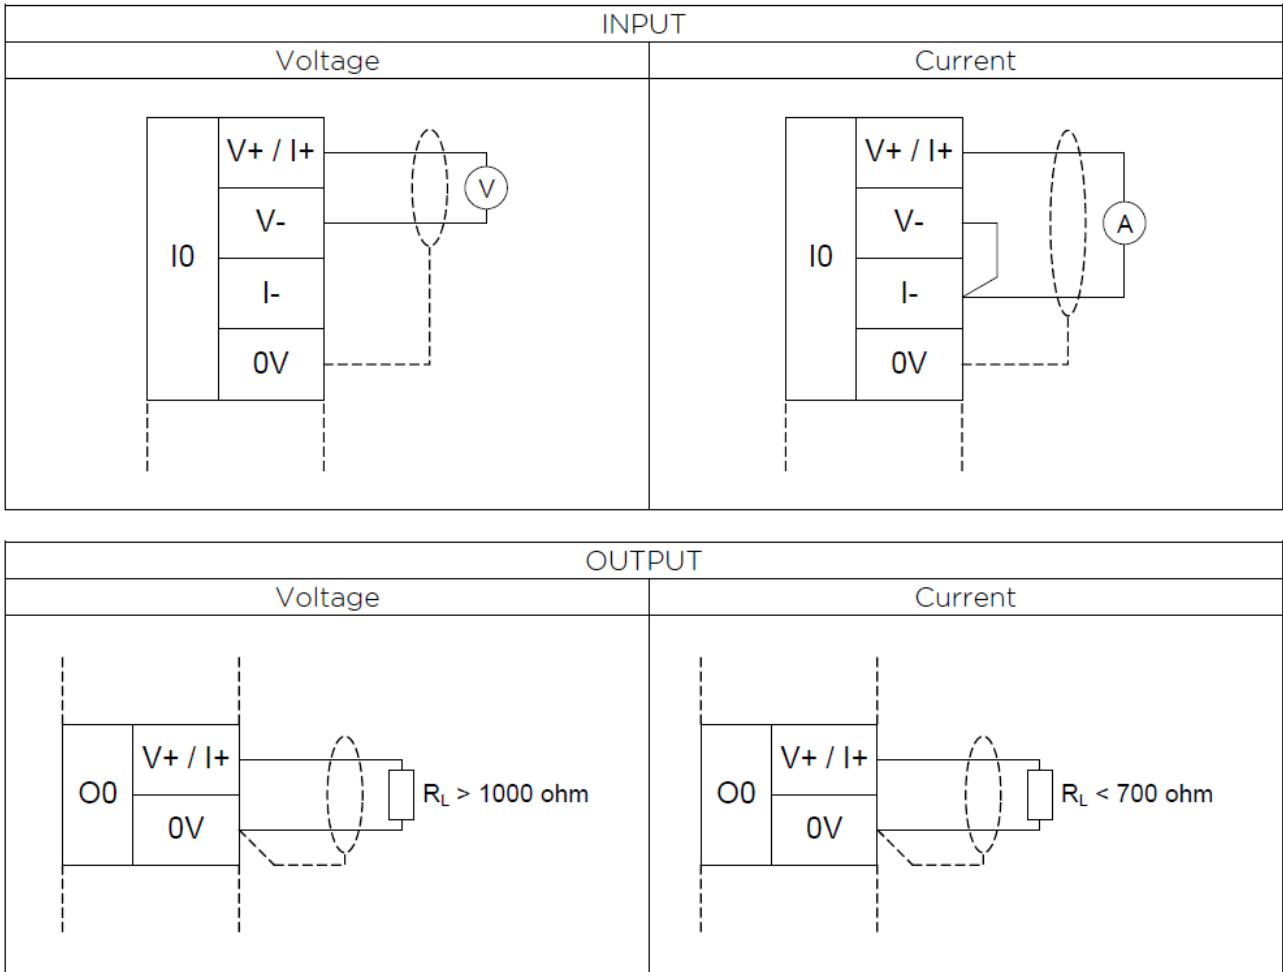 INPUT
Voltage
Current
V+ / I+
V-
I0
I-
0V
V
V+ / I+
V-
I0
I-
0V
A
OUTPUT
Voltage
Current
V+ / I+
O0
0V
RL > 1000 ohm
V+ / I+
O0
0V
RL < 700 ohm